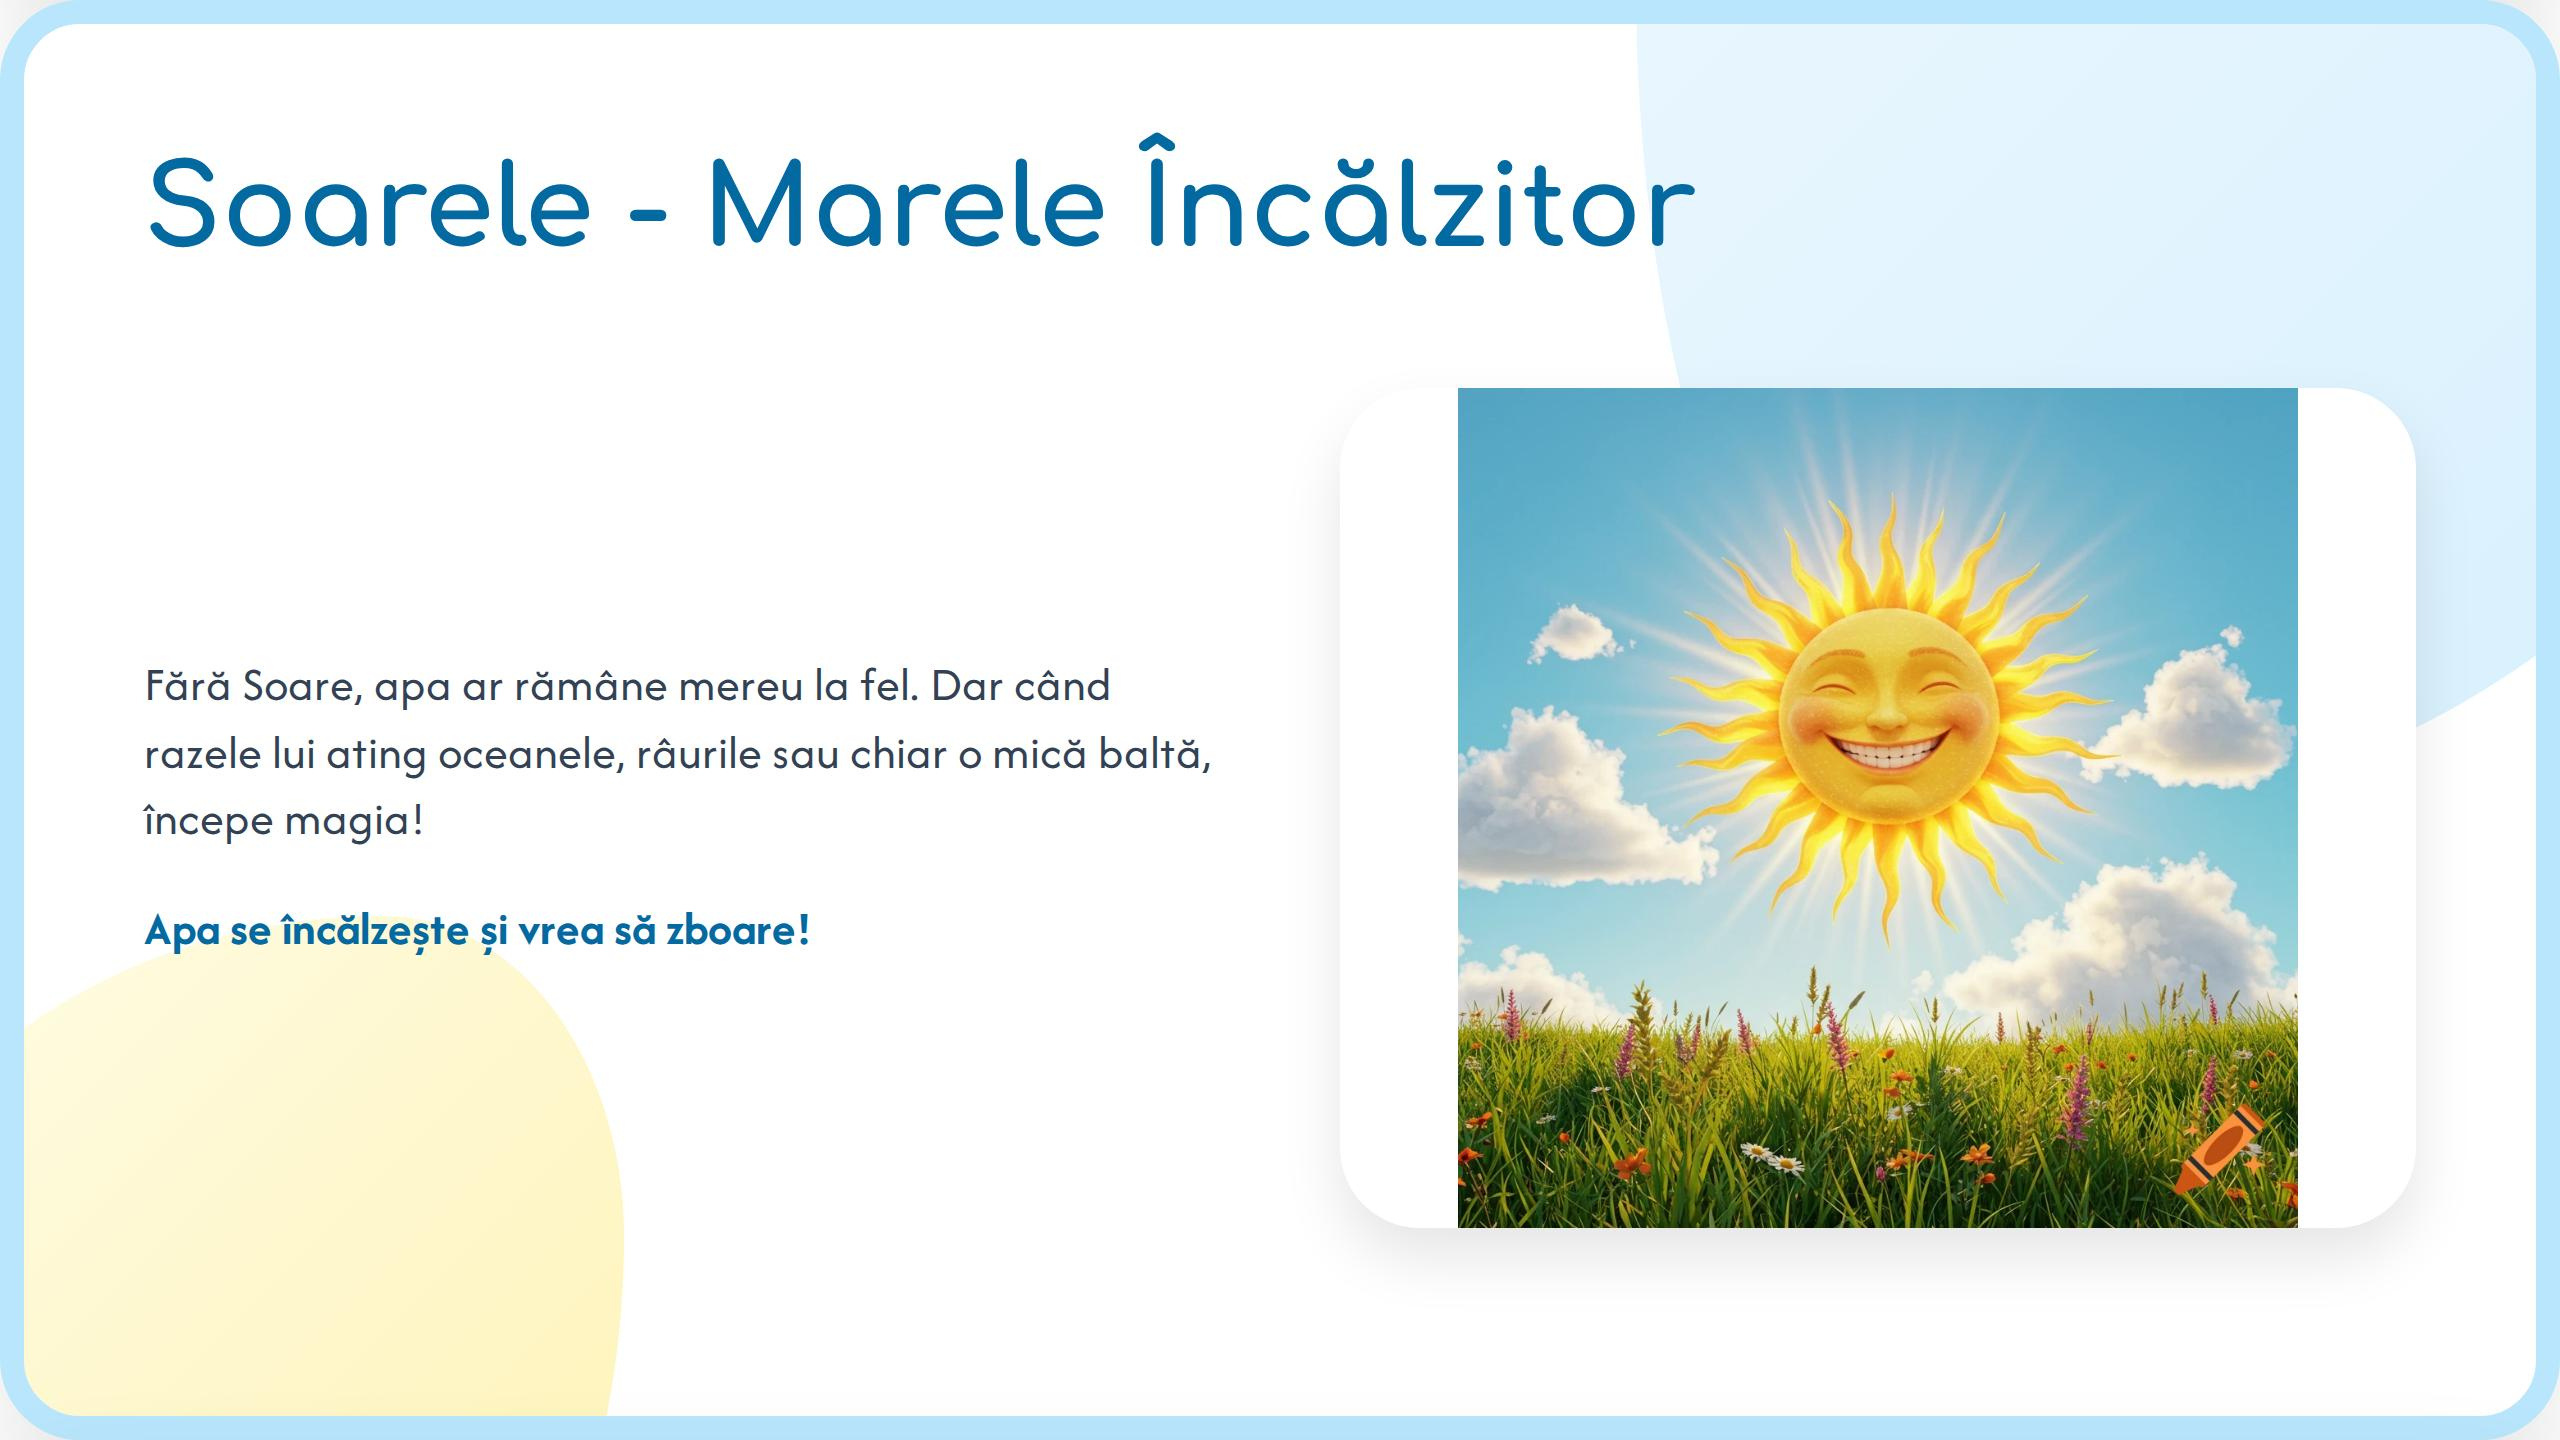 Soarele - Marele Încălzitor
Fără Soare, apa ar rămâne mereu la fel. Dar când
razele lui ating oceanele, râurile sau chiar o mică baltă,
începe magia!
Apa se încălzește și vrea să zboare!